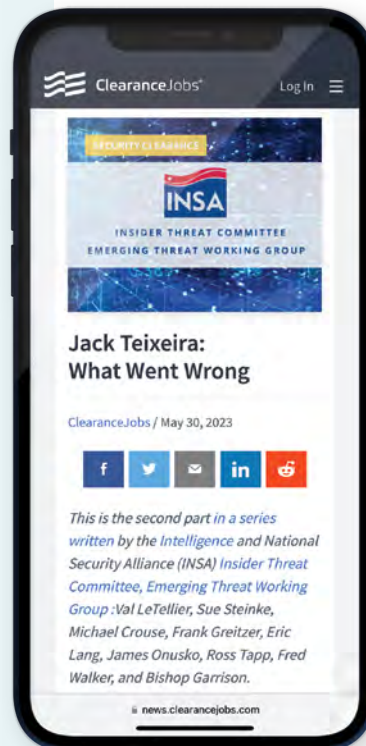 ClearanceJobs+
Log In
SECURITY CLEARANCE
INSA
INSIDER THREAT COMMITTEE
EMERGING THREAT WORKING GROUP
Jack Teixeira:
What Went Wrong
ClearanceJobs / May 30, 2023
f
in
This is the second part in a series
written by the Intelligence and National
Security Alliance (INSA) Insider Threat
Committee, Emerging Threat Working
Group :Val LeTellier, Sue Steinke,
Michael Crouse, Frank Greitzer, Eric
Lang, James Onusko, Ross Tapp, Fred
Walker, and Bishop Garrison.
news.clearancejobs.com